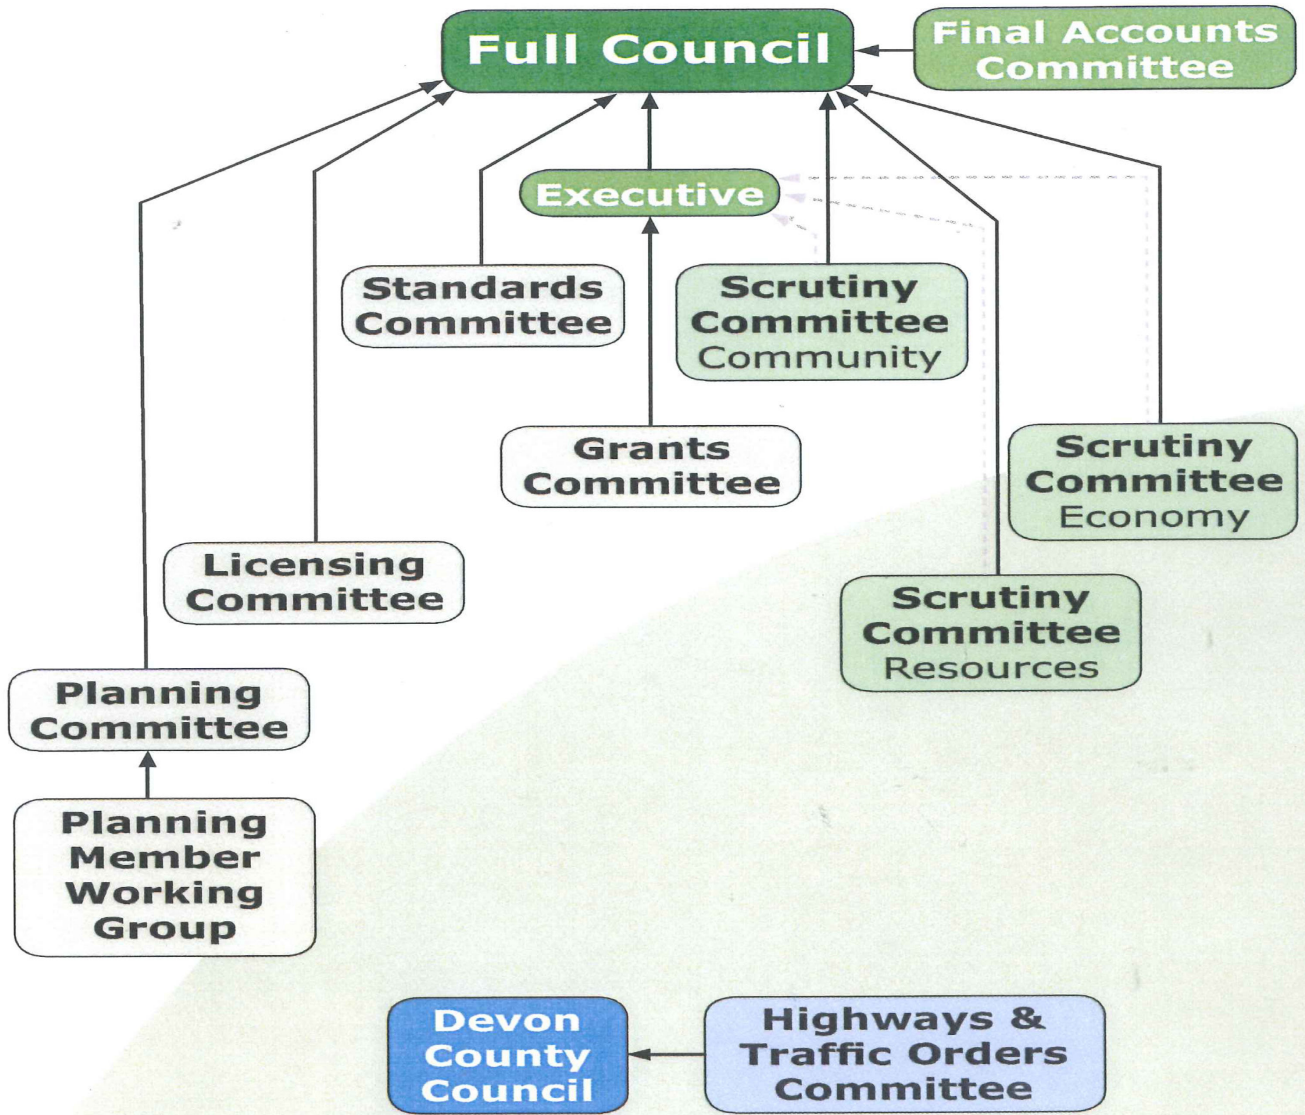 Full Council
Final Accounts
Committee
Executive
Standards
Committee
Scrutiny
Committee
Community
Grants
Committee
Scrutiny
Committee
Economy
Licensing
Committee
Scrutiny
Committee
Resources
Planning
Committee
Planning
Member
Working
Group
Devon
County
Council
Highways &
Traffic Orders
Committee